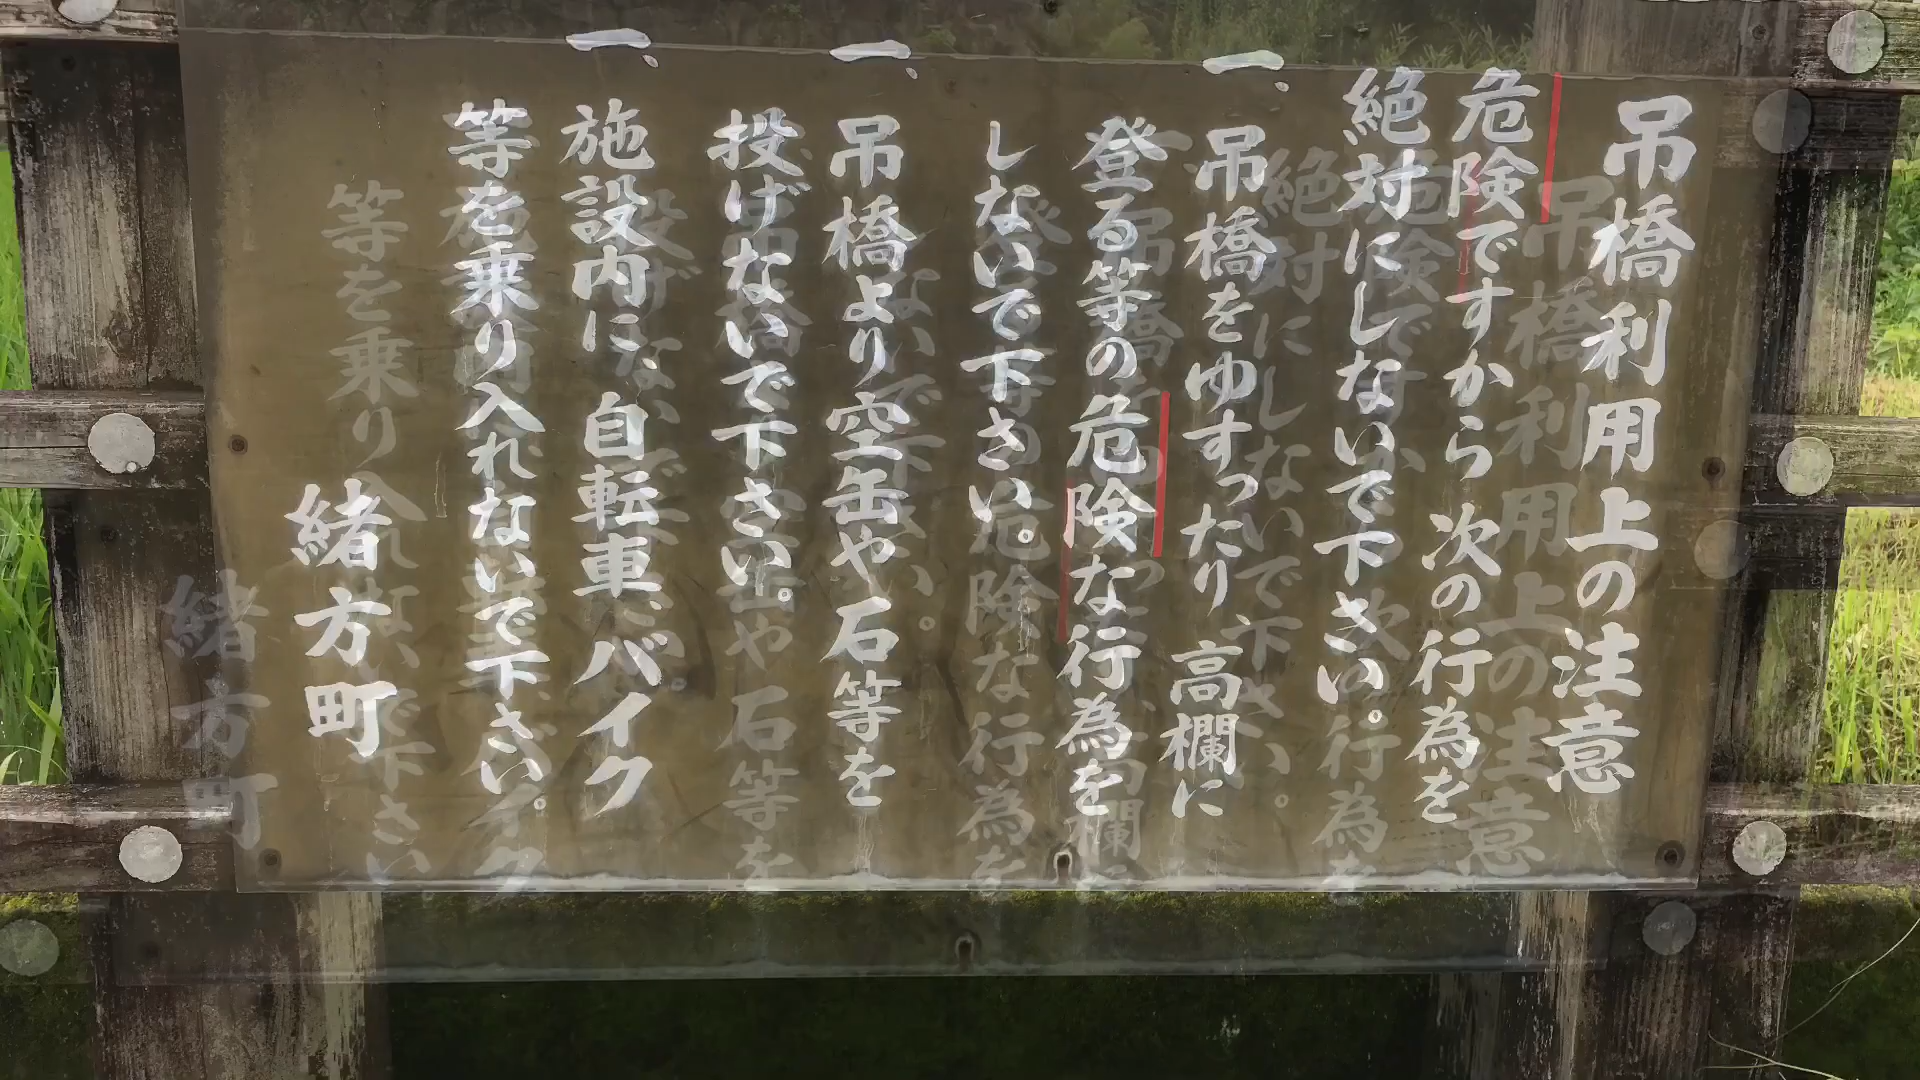 吊橋利用上の注意
危険ですから次の行為を
絶対にしないで下さい。
一、吊橋をゆすったり高欄に
登る等の危険な行為を
しないで下さい。
一、吊橋より空缶や石等を
投げないで下さい。
一、施設内に、自転車、バイク
等を乗り入れないで下さい。
緒方町